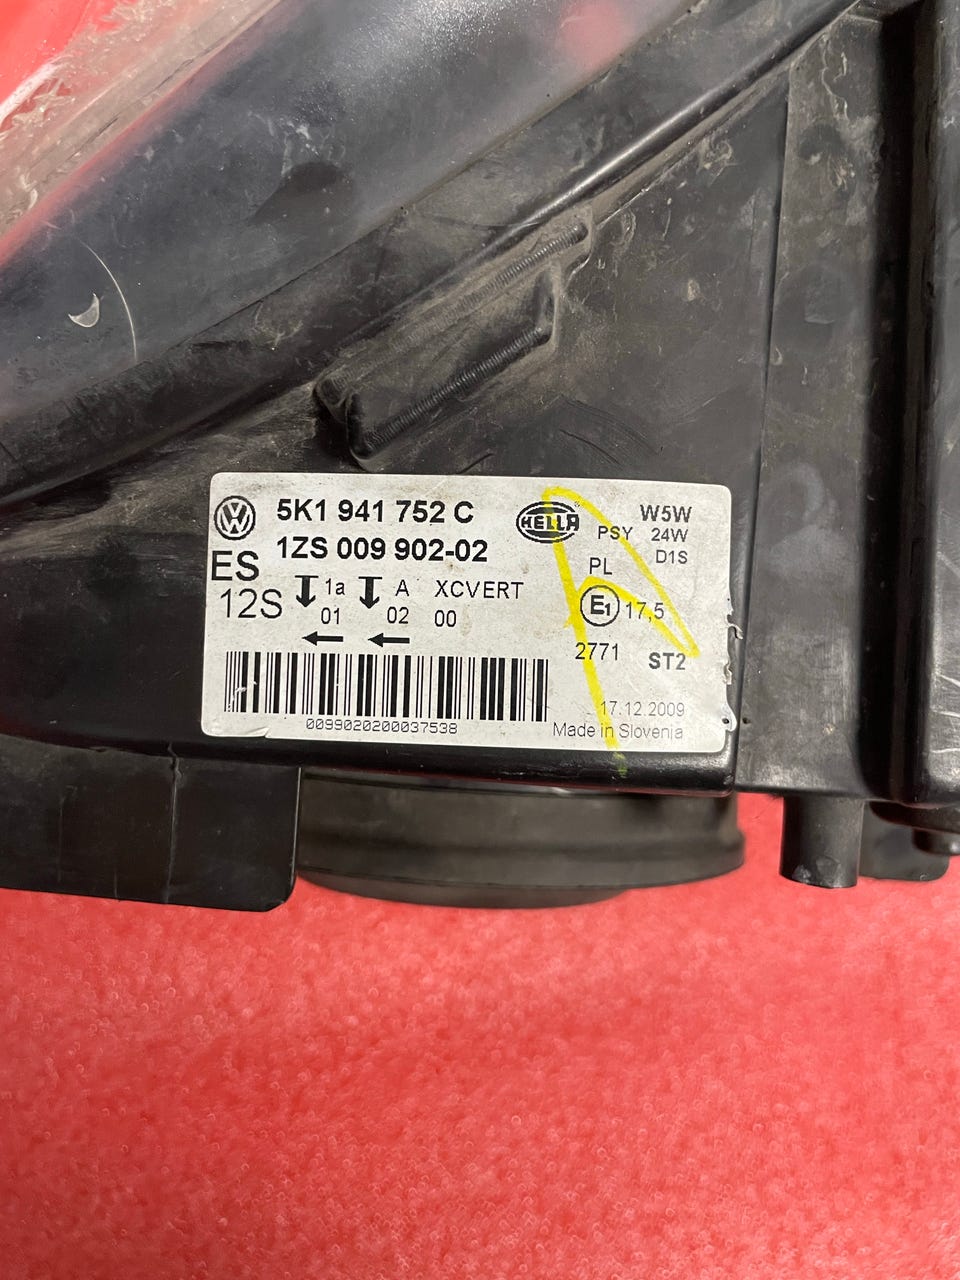 5K1 941 752 C
1ZS 009 902-02
ES
12S
1a A XCVERT
01 02 00
HELLA
W5W
PSY 24W
D1S
PL
E1 17,5
2771 ST2
17.12.2009
Made in Slovenia
0099020200037538